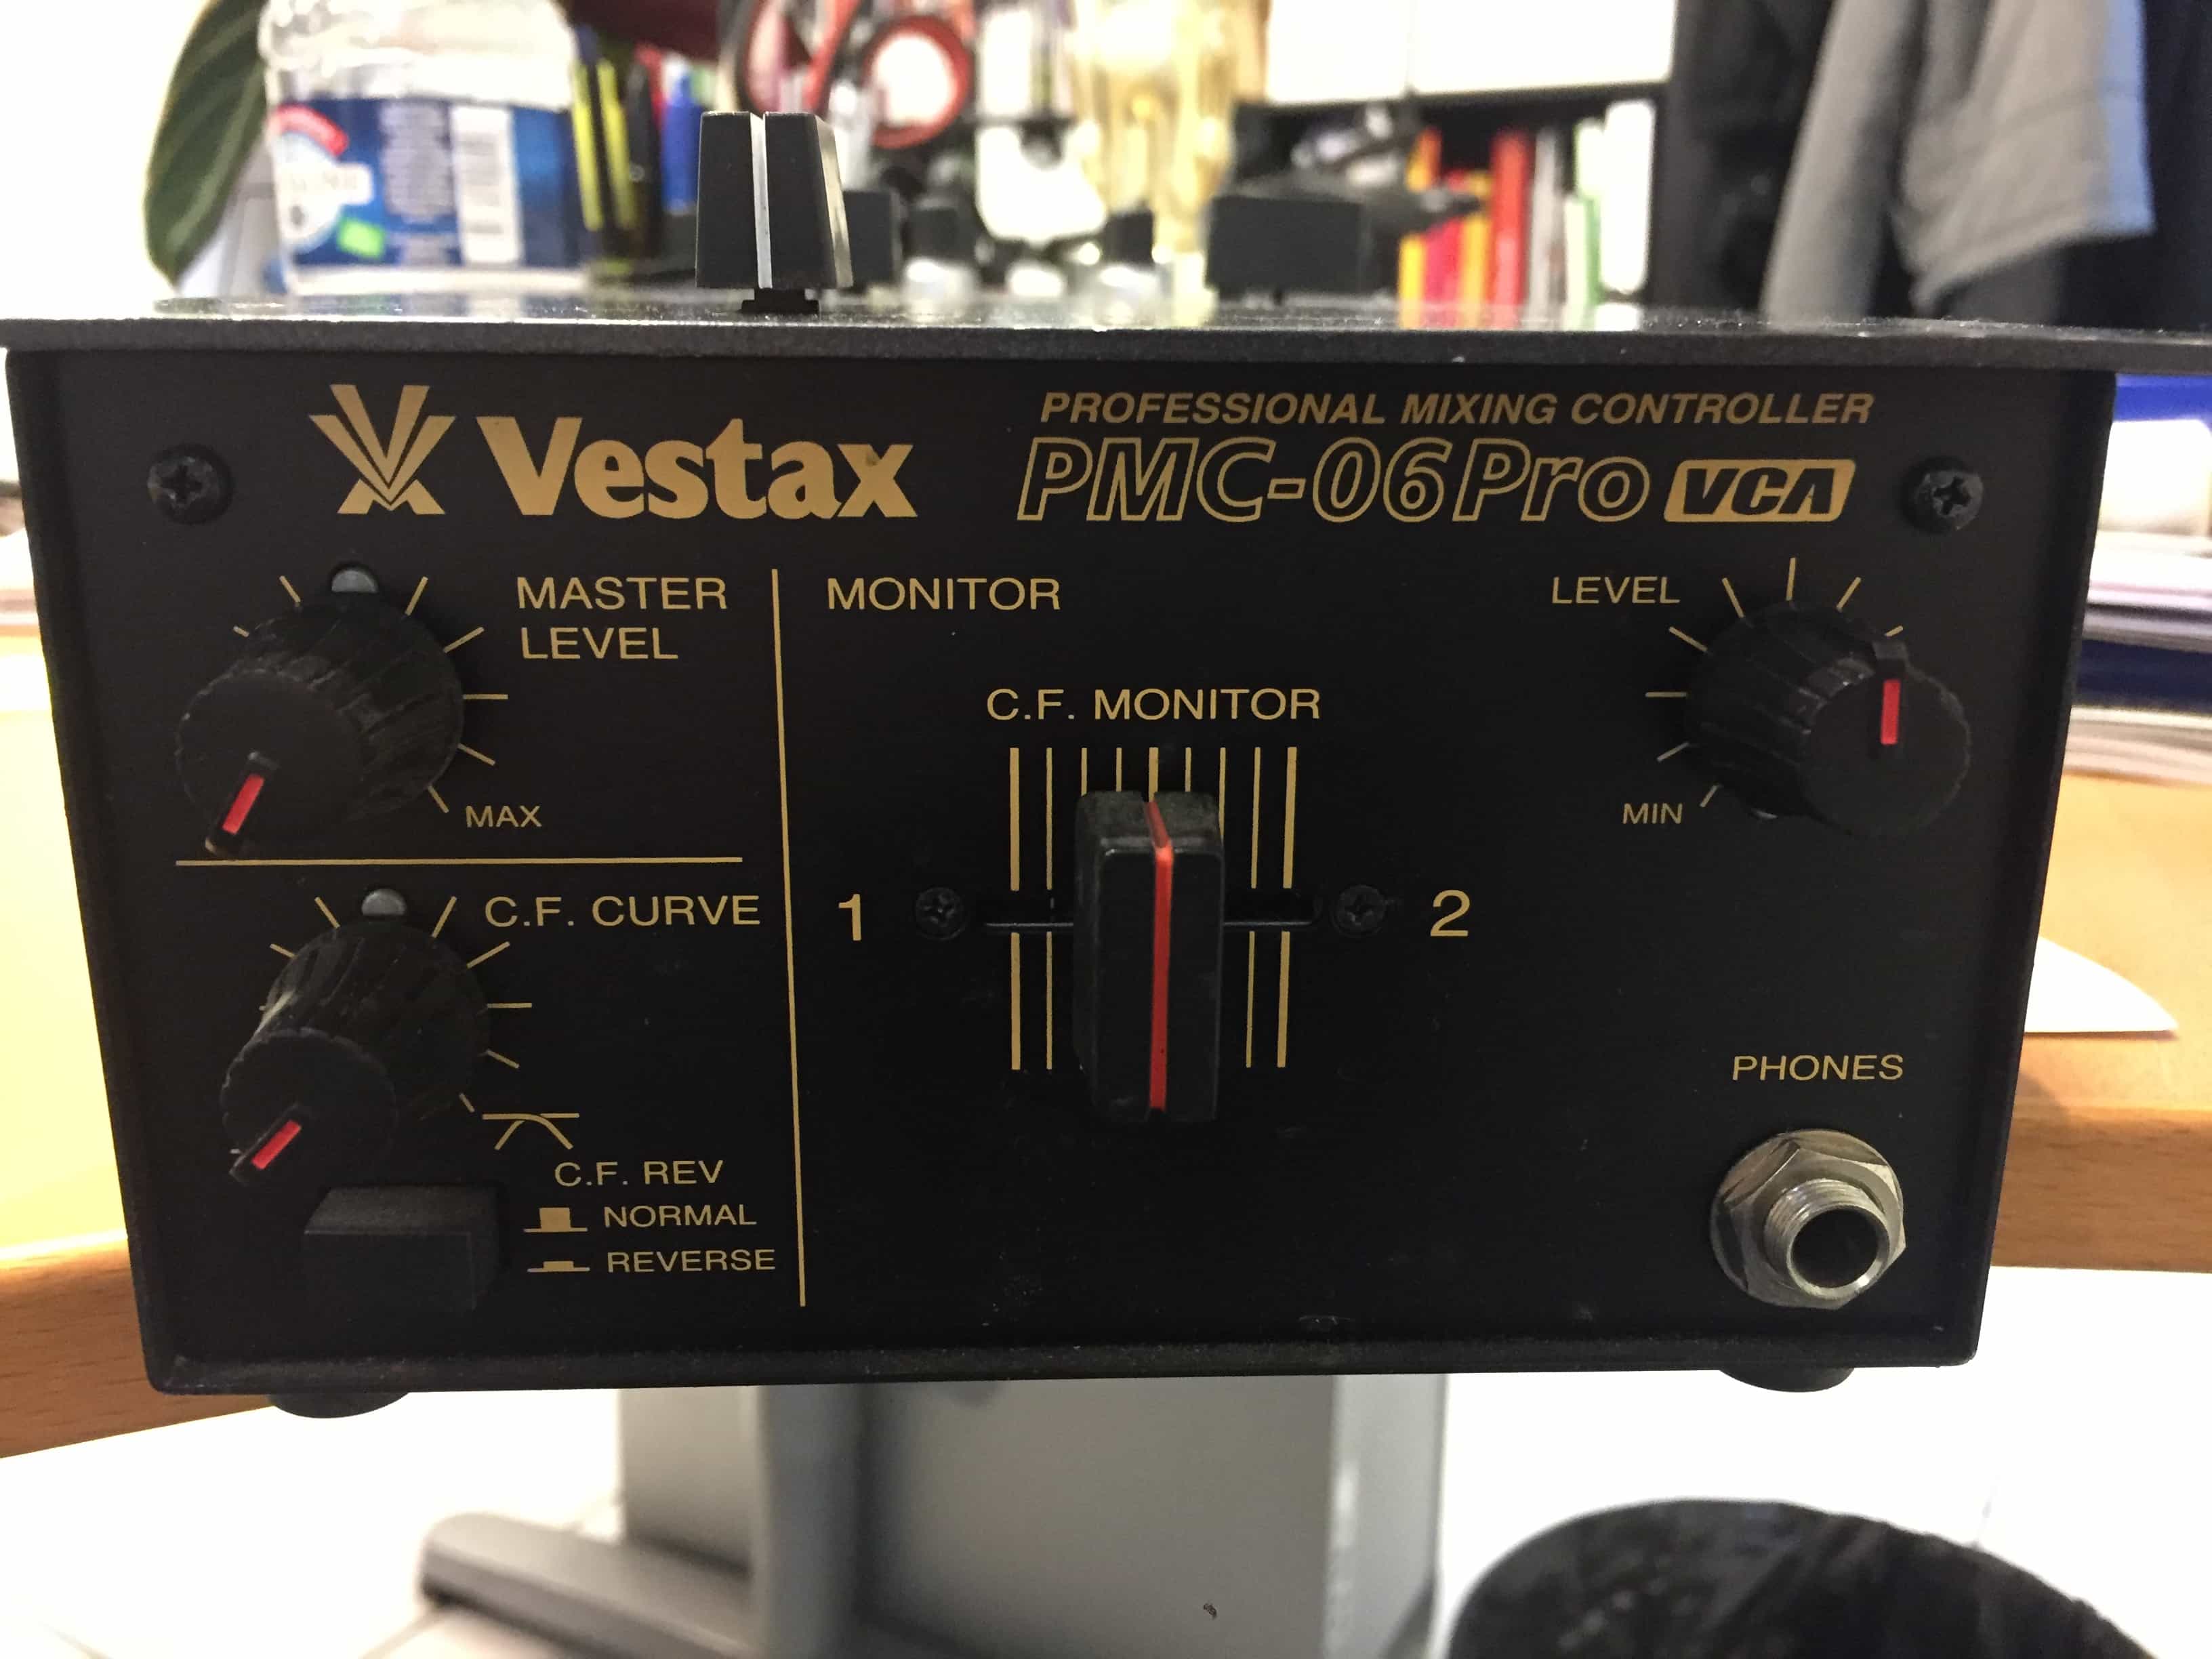 Vestax
PROFESSIONAL MIXING CONTROLLER
PMC-06Pro VCA
MASTER
LEVEL
MAX
MONITOR
LEVEL
MIN
C.F. MONITOR
1
2
C.F. CURVE
C.F. REV
NORMAL
REVERSE
PHONES